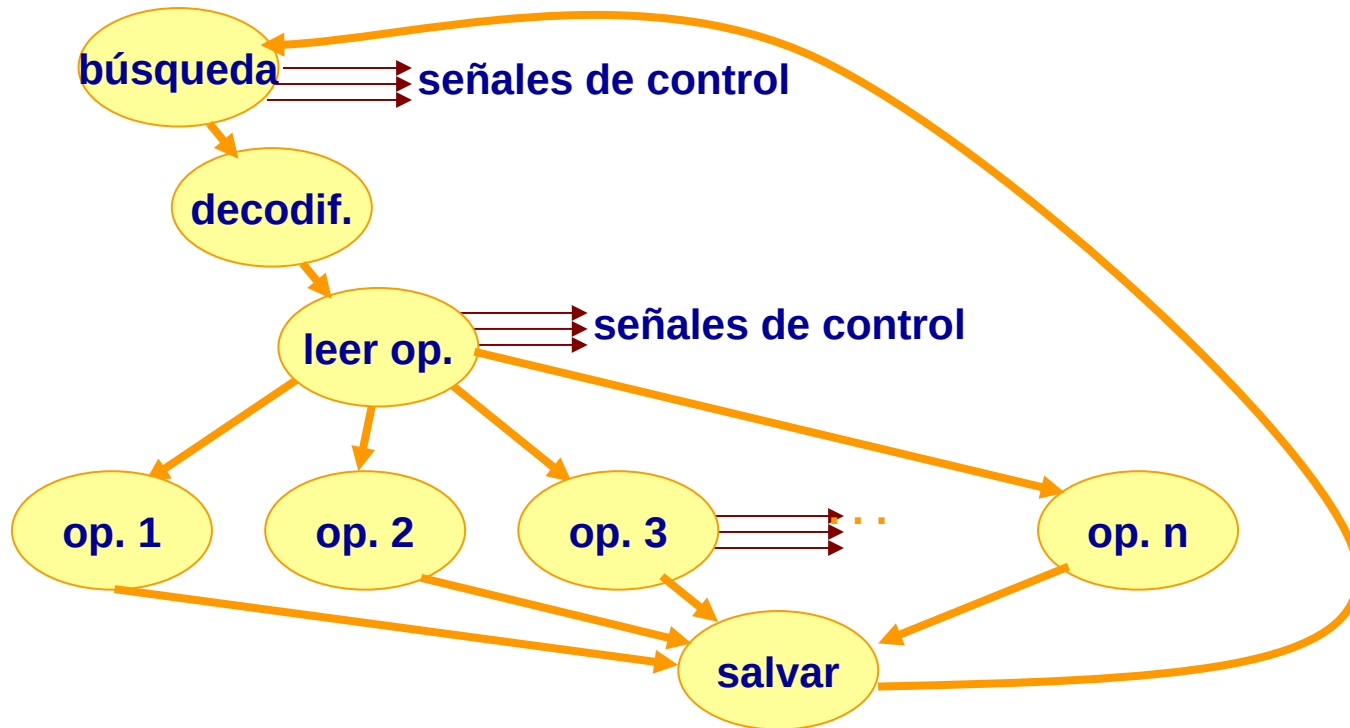 búsqueda
señales de control
decodif.
leer op.
señales de control
op. 1
op. 2
op. 3
. . .
op. n
salvar